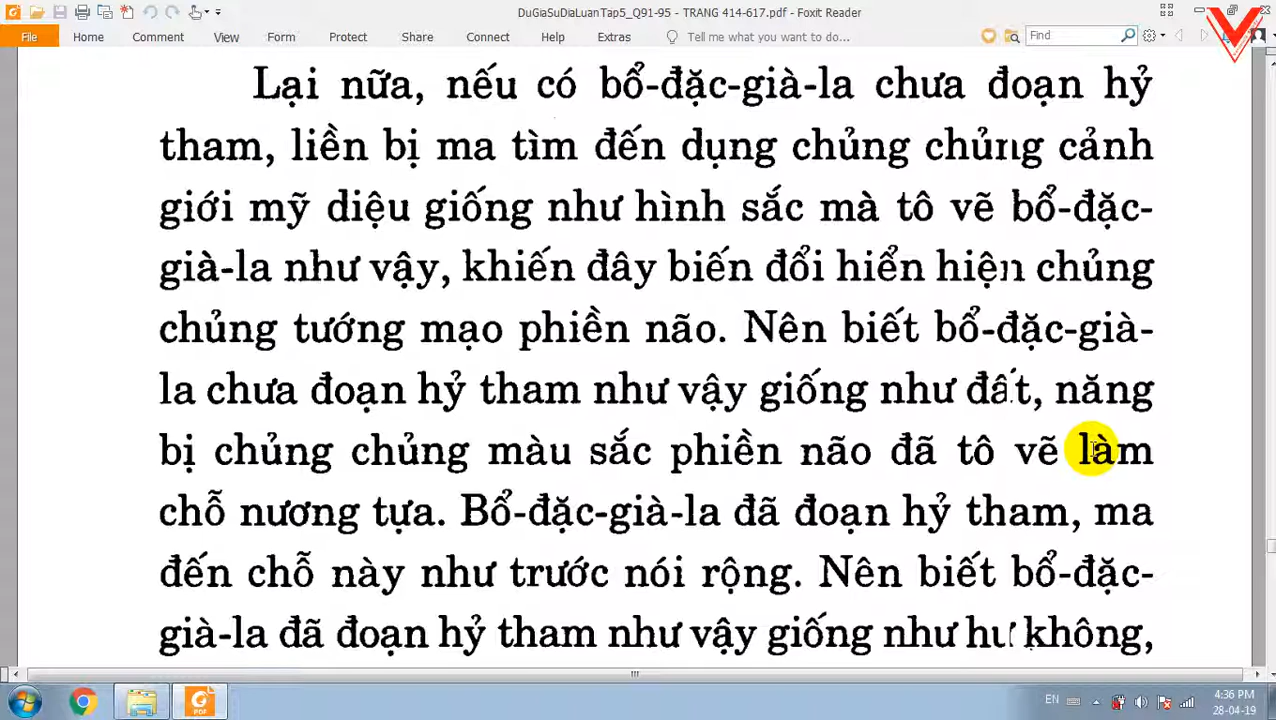 DuGiaSuDiaLuanTap5_Q91-95 - TRANG 414-617.pdf - Foxit Reader
File Home Comment View Form Protect Share Connect Help Extras Tell me what you want to do... Find
Lại nữa, nếu có bổ-đặc-già-la chưa đoạn hỷ
tham, liền bị ma tìm đến dụng chủng chủng cảnh
giới mỹ diệu giống như hình sắc mà tô vẽ bổ-đặc-
già-la như vậy, khiến đây biến đổi hiển hiện chủng
chủng tướng mạo phiền não. Nên biết bổ-đặc-già-
la chưa đoạn hỷ tham như vậy giống như đất, năng
bị chủng chủng màu sắc phiền não đã tô vẽ làm
chỗ nương tựa. Bổ-đặc-già-la đã đoạn hỷ tham, ma
đến chỗ này như trước nói rộng. Nên biết bổ-đặc-
già-la đã đoạn hỷ tham như vậy giống như hư không,
PDF
EN
4:36 PM
28-04-19